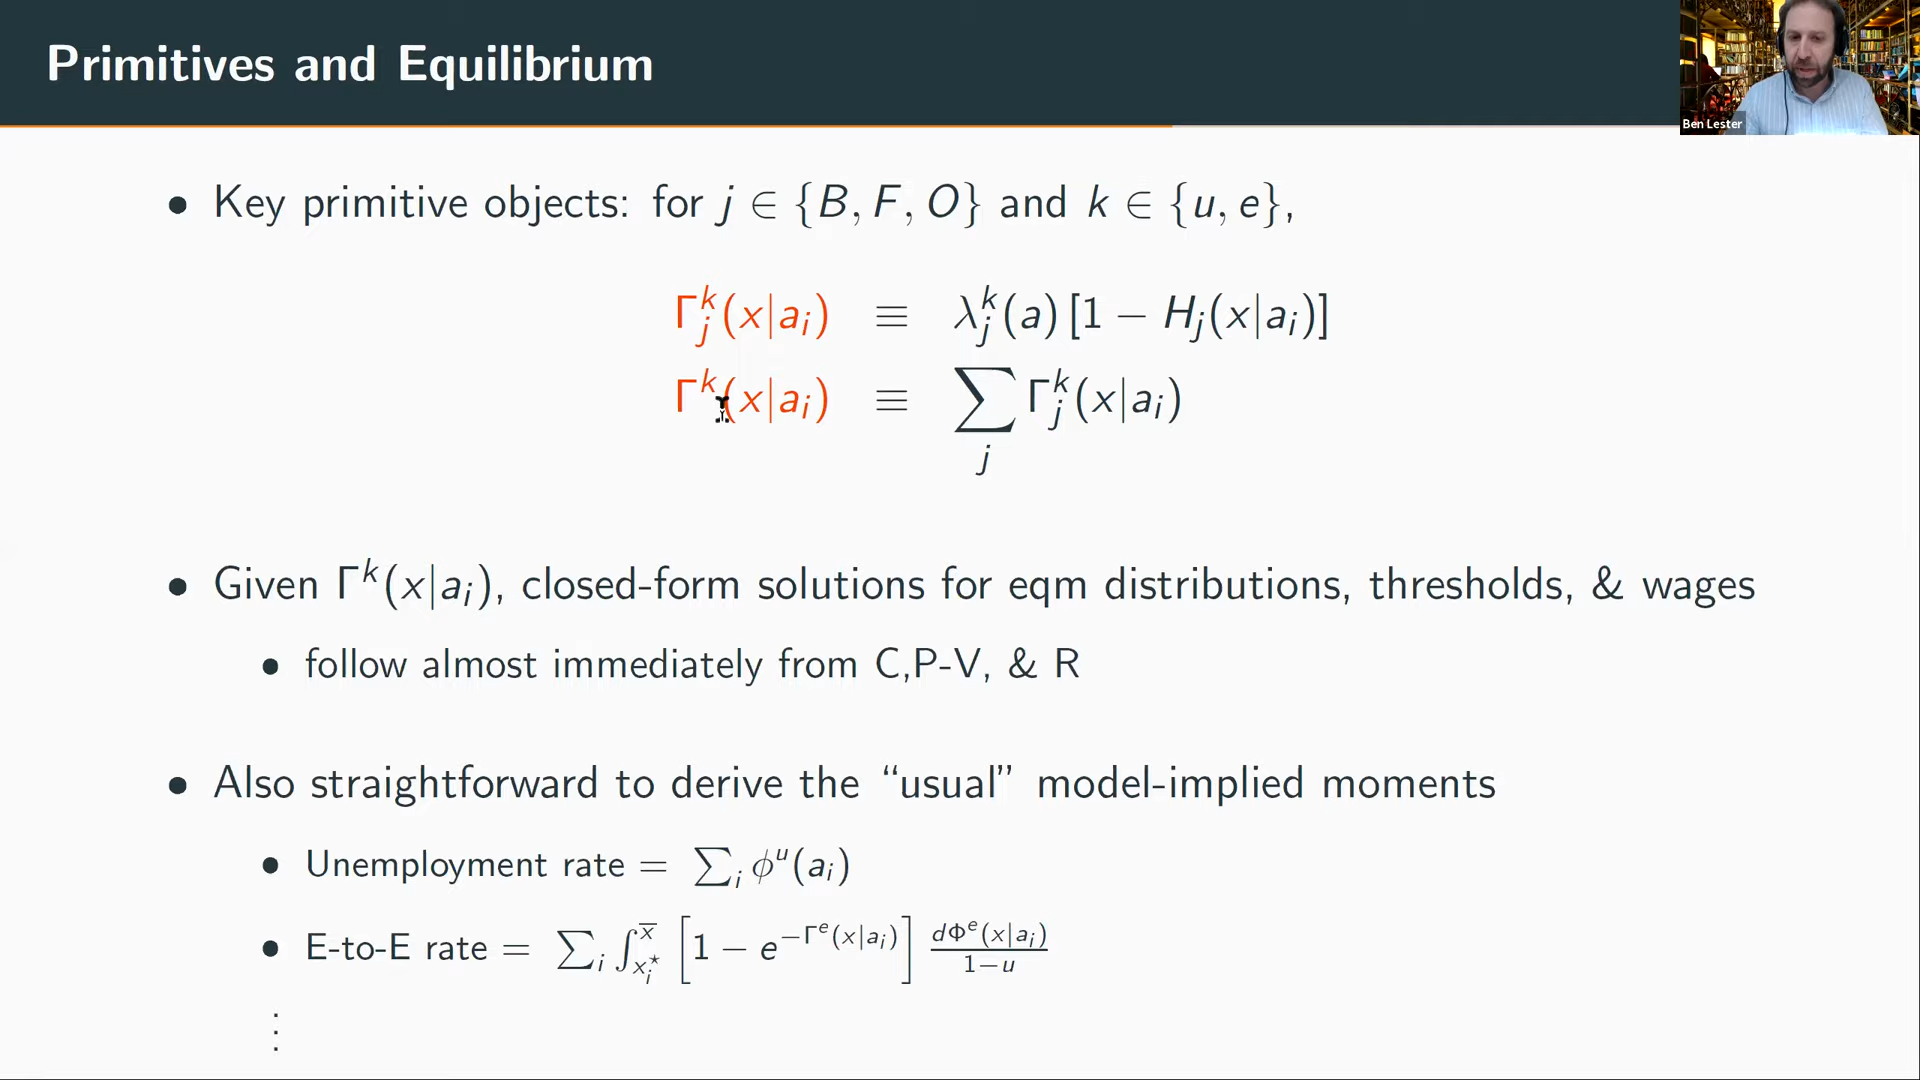 Primitives and Equilibrium
Ben Lester
• Key primitive objects: for j ∈ {B, F, O} and k ∈ {u, e},
Γ_j^k(x|a_i) ≡ λ_j^k(a) [1 − H_j(x|a_i)]
Γ^k(x|a_i) ≡ ∑_j Γ_j^k(x|a_i)
• Given Γ^k(x|a_i), closed-form solutions for eqm distributions, thresholds, & wages
• follow almost immediately from C,P-V, & R
• Also straightforward to derive the “usual” model-implied moments
• Unemployment rate = ∑_i φ^u(a_i)
• E-to-E rate = ∑_i ∫_{x_i^⋆}^{x̅} [1 − e^{−Γ^e(x|a_i)}] dΦ^e(x|a_i)/(1−u)
⋮